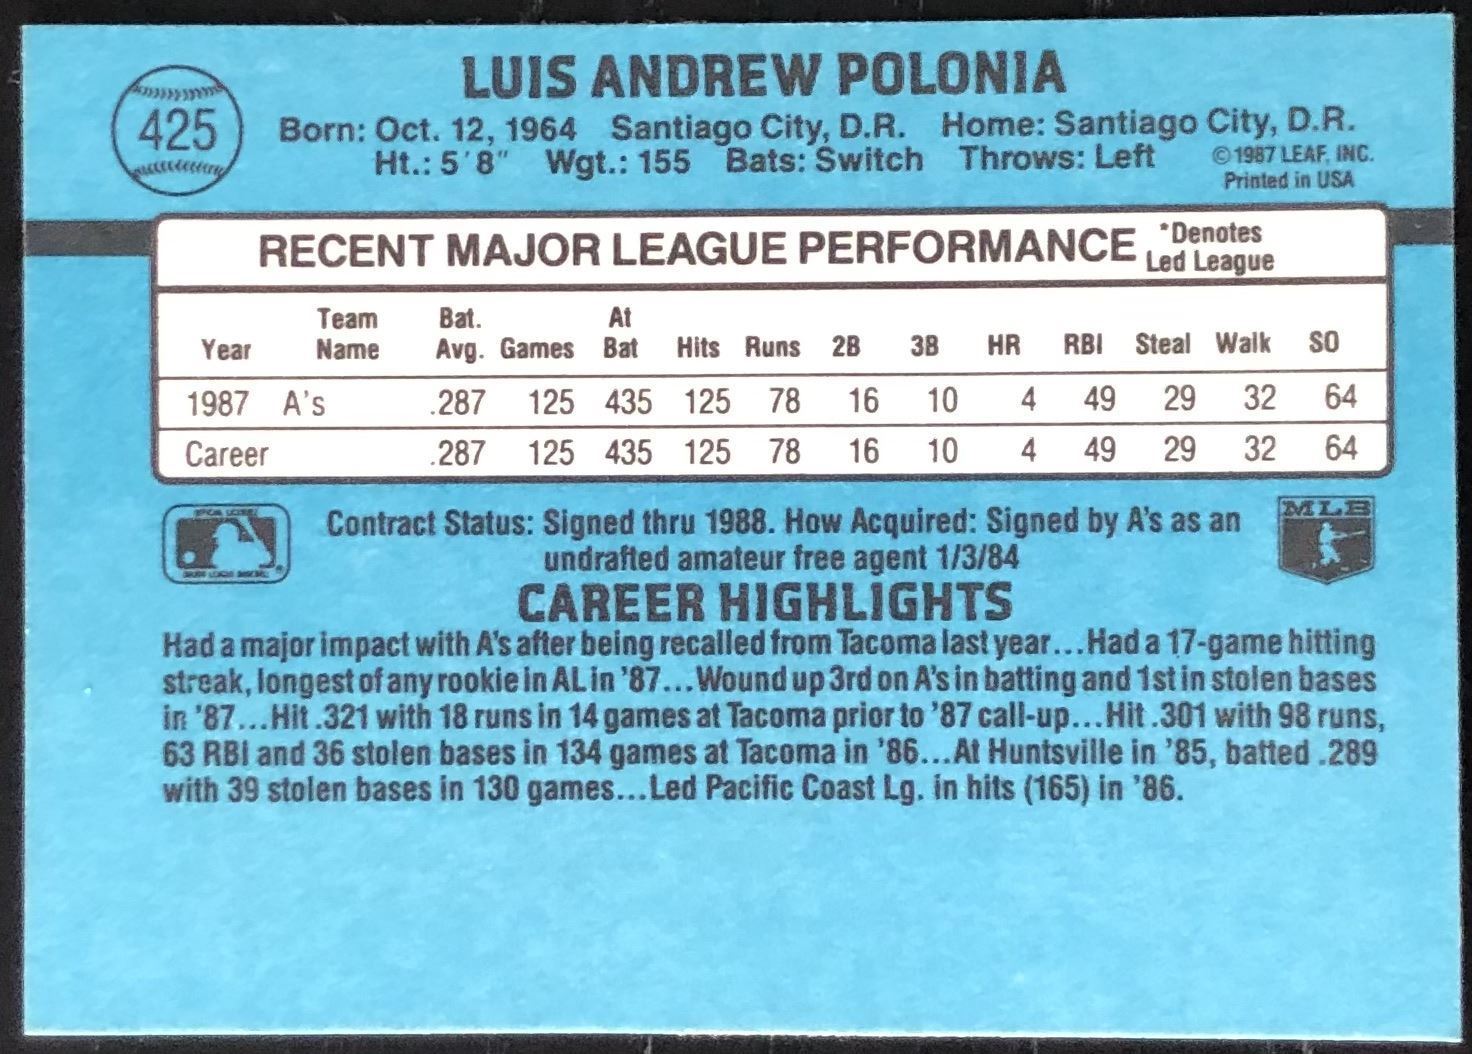 425
LUIS ANDREW POLONIA
Born: Oct. 12, 1964 Santiago City, D.R. Home: Santiago City, D.R.
Ht.: 5'8" Wgt.: 155 Bats: Switch Throws: Left ©1987 LEAF, INC.
Printed in USA
RECENT MAJOR LEAGUE PERFORMANCE *Denotes Led League
Year Team Name Bat. Avg. Games At Bat Hits Runs 2B 3B HR RBI Steal Walk SO
1987 A's .287 125 435 125 78 16 10 4 49 29 32 64
Career .287 125 435 125 78 16 10 4 49 29 32 64
MLB
Contract Status: Signed thru 1988. How Acquired: Signed by A's as an
undrafted amateur free agent 1/3/84
CAREER HIGHLIGHTS
Had a major impact with A's after being recalled from Tacoma last year...Had a 17-game hitting
streak, longest of any rookie in AL in '87...Wound up 3rd on A's in batting and 1st in stolen bases
in '87...Hit .321 with 18 runs in 14 games at Tacoma prior to '87 call-up...Hit .301 with 98 runs,
63 RBI and 36 stolen bases in 134 games at Tacoma in '86...At Huntsville in '85, batted .289
with 39 stolen bases in 130 games...Led Pacific Coast Lg. in hits (165) in '86.